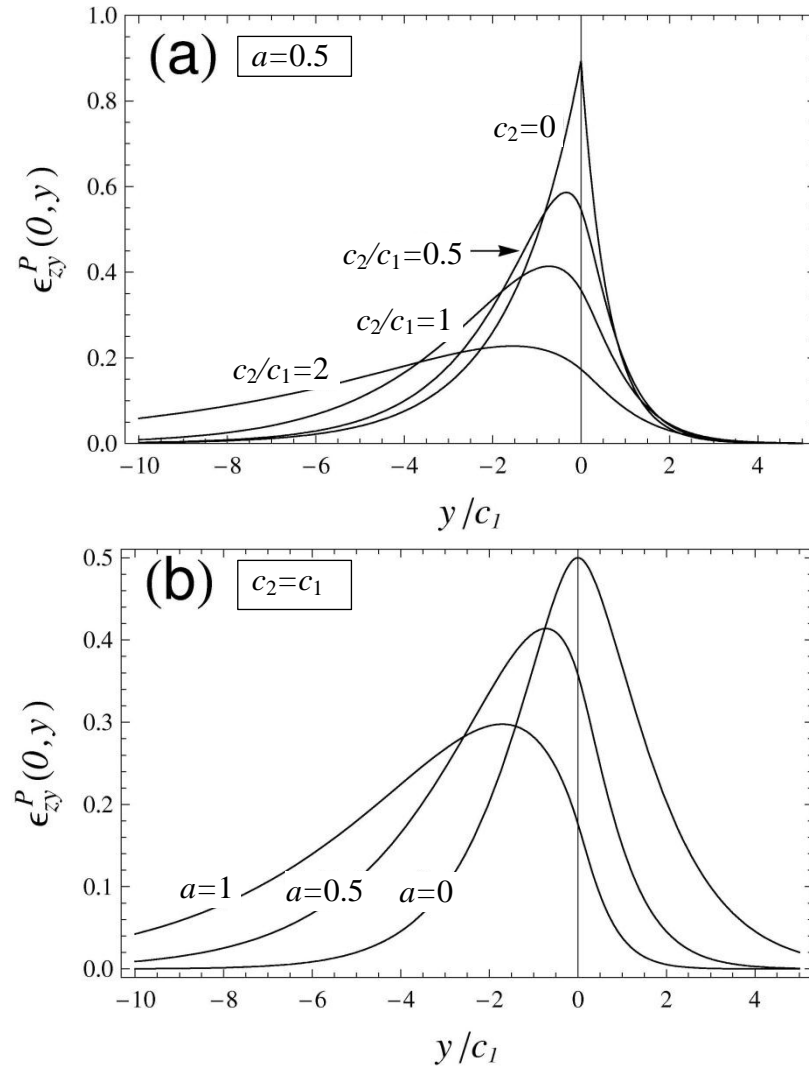 (a) a=0.5
1.0
0.8
0.6
0.4
0.2
0.0
ϵᴾzy(0,y)
c₂=0
c₂/c₁=0.5
c₂/c₁=1
c₂/c₁=2
−10 −8 −6 −4 −2 0 2 4
y/c₁
(b) c₂=c₁
0.5
0.4
0.3
0.2
0.1
0.0
ϵᴾzy(0,y)
a=1 a=0.5 a=0
−10 −8 −6 −4 −2 0 2 4
y/c₁